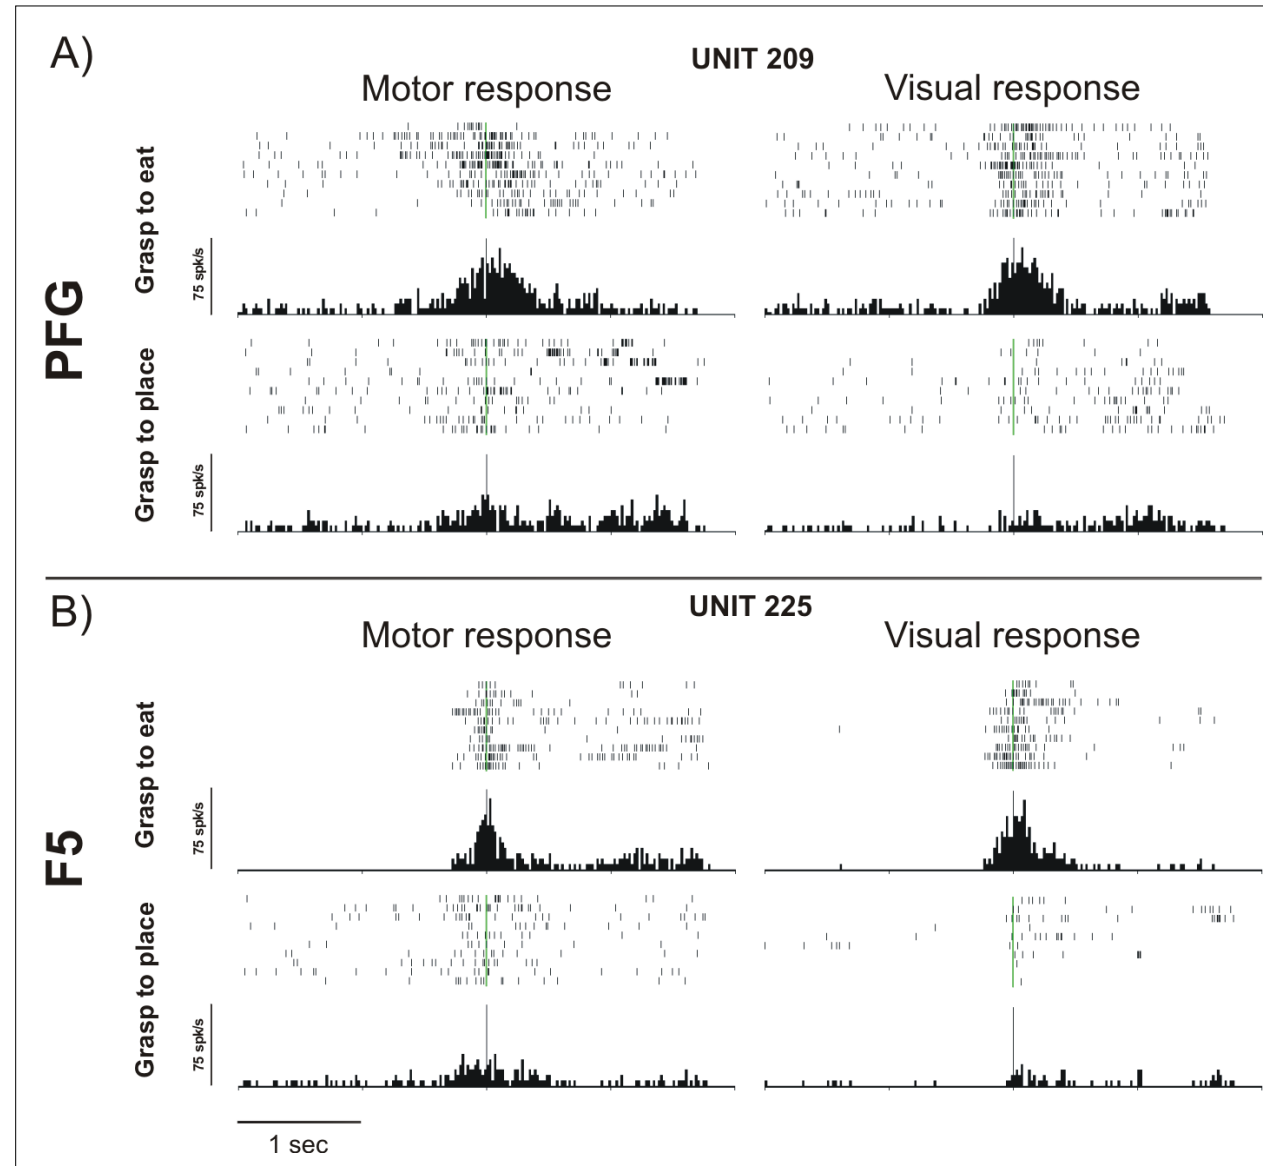 A)
UNIT 209
Motor response
Visual response
PFG
Grasp to eat
75 spk/s
Grasp to place
75 spk/s
B)
UNIT 225
Motor response
Visual response
F5
Grasp to eat
75 spk/s
Grasp to place
75 spk/s
1 sec